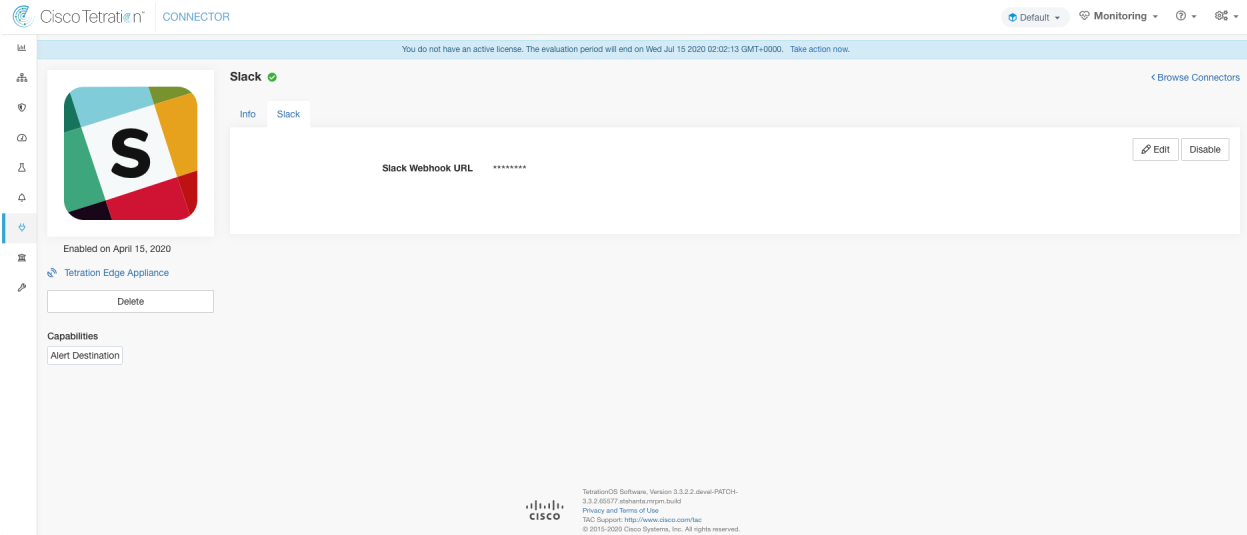 Cisco Tetration™ CONNECTOR Default Monitoring
You do not have an active license. The evaluation period will end on Wed Jul 15 2020 02:02:13 GMT+0000. Take action now.
Slack
< Browse Connectors
Info Slack
S
Edit Disable
Slack Webhook URL ********
Enabled on April 15, 2020
Tetration Edge Appliance
Delete
Capabilities
Alert Destination
CISCO
TetrationOS Software, Version 3.3.2.2.devel-PATCH-
3.3.2.65577.etshanta.mrpm.build
Privacy and Terms of Use
TAC Support: http://www.cisco.com/tac
© 2015-2020 Cisco Systems, Inc. All rights reserved.